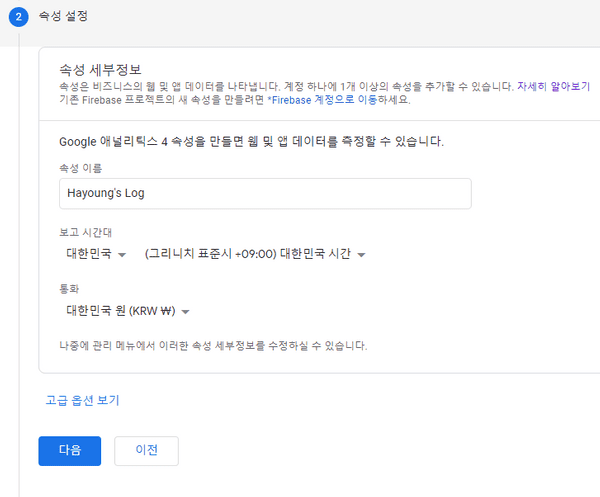 2 속성 설정
속성 세부정보
속성은 비즈니스의 웹 및 앱 데이터를 나타냅니다. 계정 하나에 1개 이상의 속성을 추가할 수 있습니다. 자세히 알아보기
기존 Firebase 프로젝트의 새 속성을 만들려면 *Firebase 계정으로 이동하세요.
Google 애널리틱스 4 속성을 만들면 웹 및 앱 데이터를 측정할 수 있습니다.
속성 이름
Hayoung's Log
보고 시간대
대한민국 (그리니치 표준시 +09:00) 대한민국 시간
통화
대한민국 원 (KRW ₩)
나중에 관리 메뉴에서 이러한 속성 세부정보를 수정하실 수 있습니다.
고급 옵션 보기
다음 이전